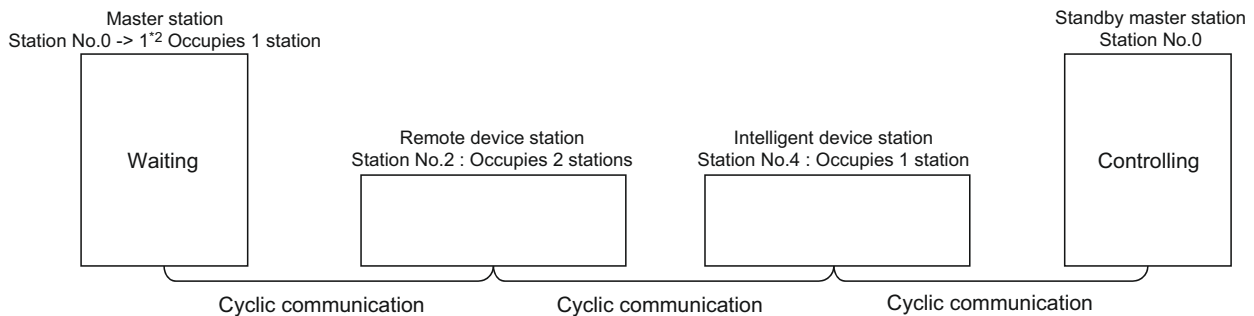 Master station
Station No.0 -> 1*2 Occupies 1 station
Waiting
Remote device station
Station No.2 : Occupies 2 stations
Intelligent device station
Station No.4 : Occupies 1 station
Standby master station
Station No.0
Controlling
Cyclic communication
Cyclic communication
Cyclic communication